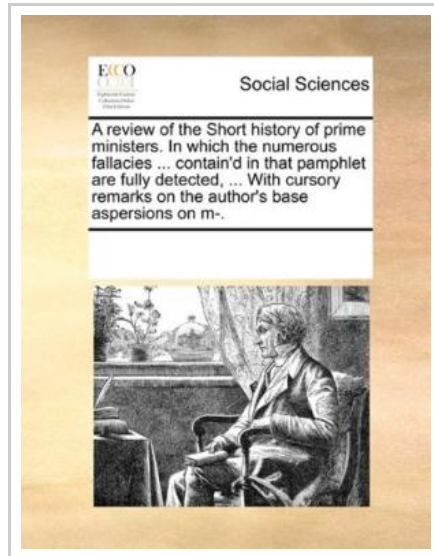 ECCO
Social Sciences
A review of the Short history of prime
ministers. In which the numerous
fallacies ... contain'd in that pamphlet
are fully detected, ... With cursory
remarks on the author's base
aspersions on m-.